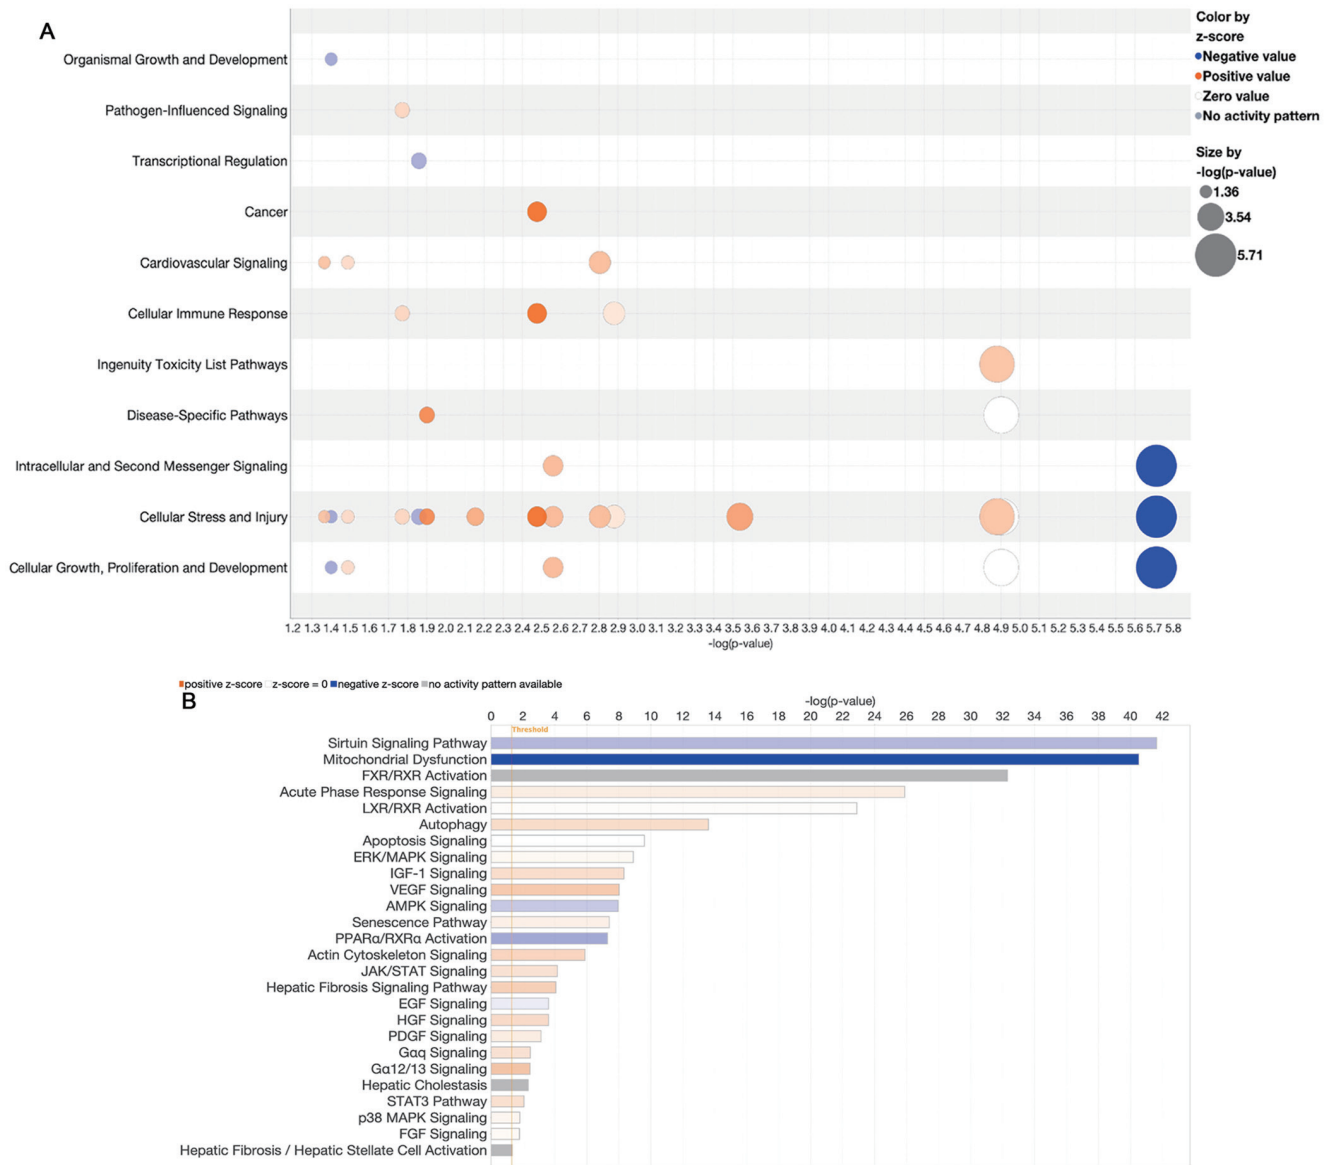 A
Color by
z-score
Negative value
Positive value
Zero value
No activity pattern
Size by
-log(p-value)
1.36
3.54
5.71
Organismal Growth and Development
Pathogen-Influenced Signaling
Transcriptional Regulation
Cancer
Cardiovascular Signaling
Cellular Immune Response
Ingenuity Toxicity List Pathways
Disease-Specific Pathways
Intracellular and Second Messenger Signaling
Cellular Stress and Injury
Cellular Growth, Proliferation and Development
1.2 1.3 1.4 1.5 1.6 1.7 1.8 1.9 2.0 2.1 2.2 2.3 2.4 2.5 2.6 2.7 2.8 2.9 3.0 3.1 3.2 3.3 3.4 3.5 3.6 3.7 3.8 3.9 4.0 4.1 4.2 4.3 4.4 4.5 4.6 4.7 4.8 4.9 5.0 5.1 5.2 5.3 5.4 5.5 5.6 5.7 5.8
-log(p-value)
positive z-score z-score = 0 negative z-score no activity pattern available
B
-log(p-value)
0 2 4 6 8 10 12 14 16 18 20 22 24 26 28 30 32 34 36 38 40 42
Threshold
Sirtuin Signaling Pathway
Mitochondrial Dysfunction
FXR/RXR Activation
Acute Phase Response Signaling
LXR/RXR Activation
Autophagy
Apoptosis Signaling
ERK/MAPK Signaling
IGF-1 Signaling
VEGF Signaling
AMPK Signaling
Senescence Pathway
PPARα/RXRα Activation
Actin Cytoskeleton Signaling
JAK/STAT Signaling
Hepatic Fibrosis Signaling Pathway
EGF Signaling
HGF Signaling
PDGF Signaling
Gαq Signaling
Gα12/13 Signaling
Hepatic Cholestasis
STAT3 Pathway
p38 MAPK Signaling
FGF Signaling
Hepatic Fibrosis / Hepatic Stellate Cell Activation